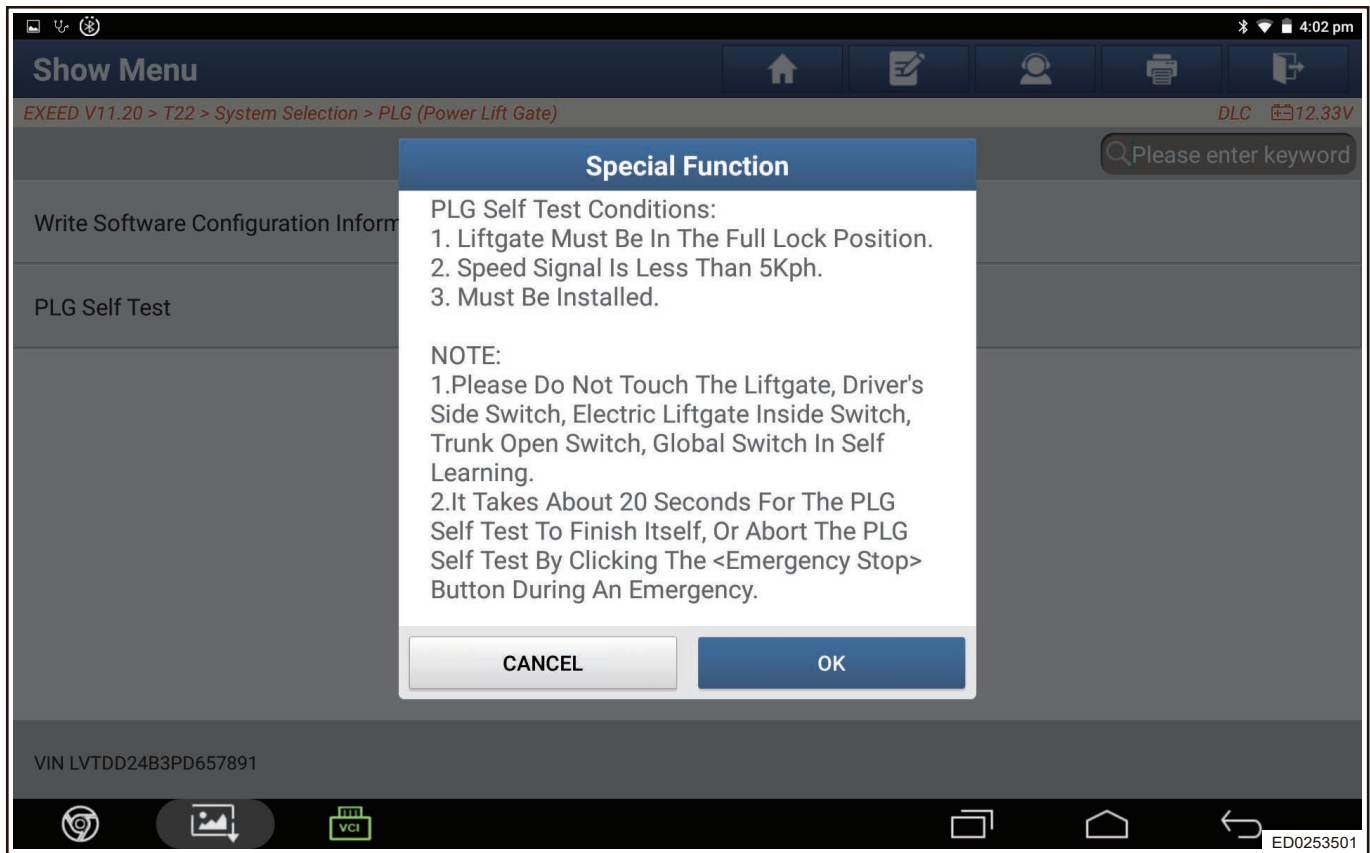 4:02 pm
Show Menu
EXEED V11.20 > T22 > System Selection > PLG (Power Lift Gate)
DLC 12.33V
Please enter keyword
Special Function
Write Software Configuration Inform
PLG Self Test
PLG Self Test Conditions:
1. Liftgate Must Be In The Full Lock Position.
2. Speed Signal Is Less Than 5Kph.
3. Must Be Installed.
NOTE:
1.Please Do Not Touch The Liftgate, Driver's
Side Switch, Electric Liftgate Inside Switch,
Trunk Open Switch, Global Switch In Self
Learning.
2.It Takes About 20 Seconds For The PLG
Self Test To Finish Itself, Or Abort The PLG
Self Test By Clicking The <Emergency Stop>
Button During An Emergency.
CANCEL
OK
VIN LVTDD24B3PD657891
VCI
ED0253501